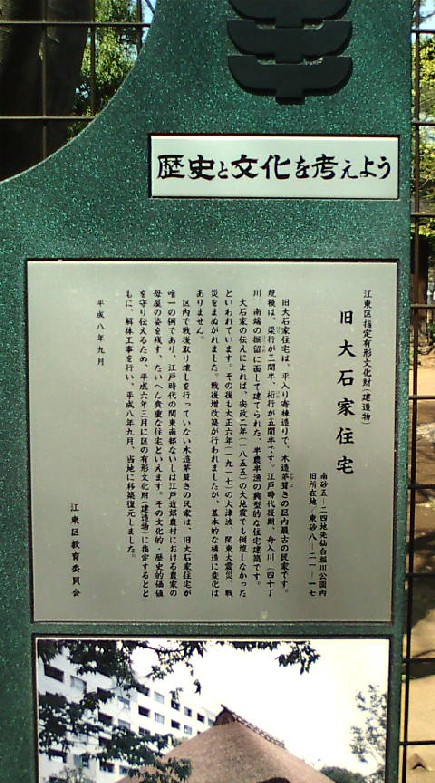 歴史と文化を考えよう
江東区指定有形文化財(建造物)
旧大石家住宅
南砂五-二四地先仙台堀川公園内
旧所在地/東砂八-二一-一七
旧大石家住宅は、平入り寄棟造りで、木造茅葺きの区内最古の民家です。
規模は、梁行が二間半、桁行が五間半です。江戸時代後期、舟入川(四十丁
川)南端の掘留に面して建てられた、半農半漁の典型的な住宅建築です。
大石家の伝えによれば、安政二年(一八五五)の大地震でも倒壊しなかった
といわれています。その後も大正六年(一九一七)の大津波、関東大震災、戦
災をまぬがれました。戦後増改築が行われましたが、基本的な構造に変化は
ありません。
区内で戦後取り壊しを行っていない木造茅葺きの民家は、旧大石家住宅が
唯一の例であり、江戸時代の関東南部ないしは江戸近郊農村における農家の
母屋の姿を残す、たいへん貴重な住宅といえます。その文化的・歴史的価値
を守り伝えるため、平成六年三月に区の有形文化財(建造物)に指定するとと
もに、解体工事を行い、平成八年九月、当地に移築復元しました。
平成八年九月
江東区教育委員会